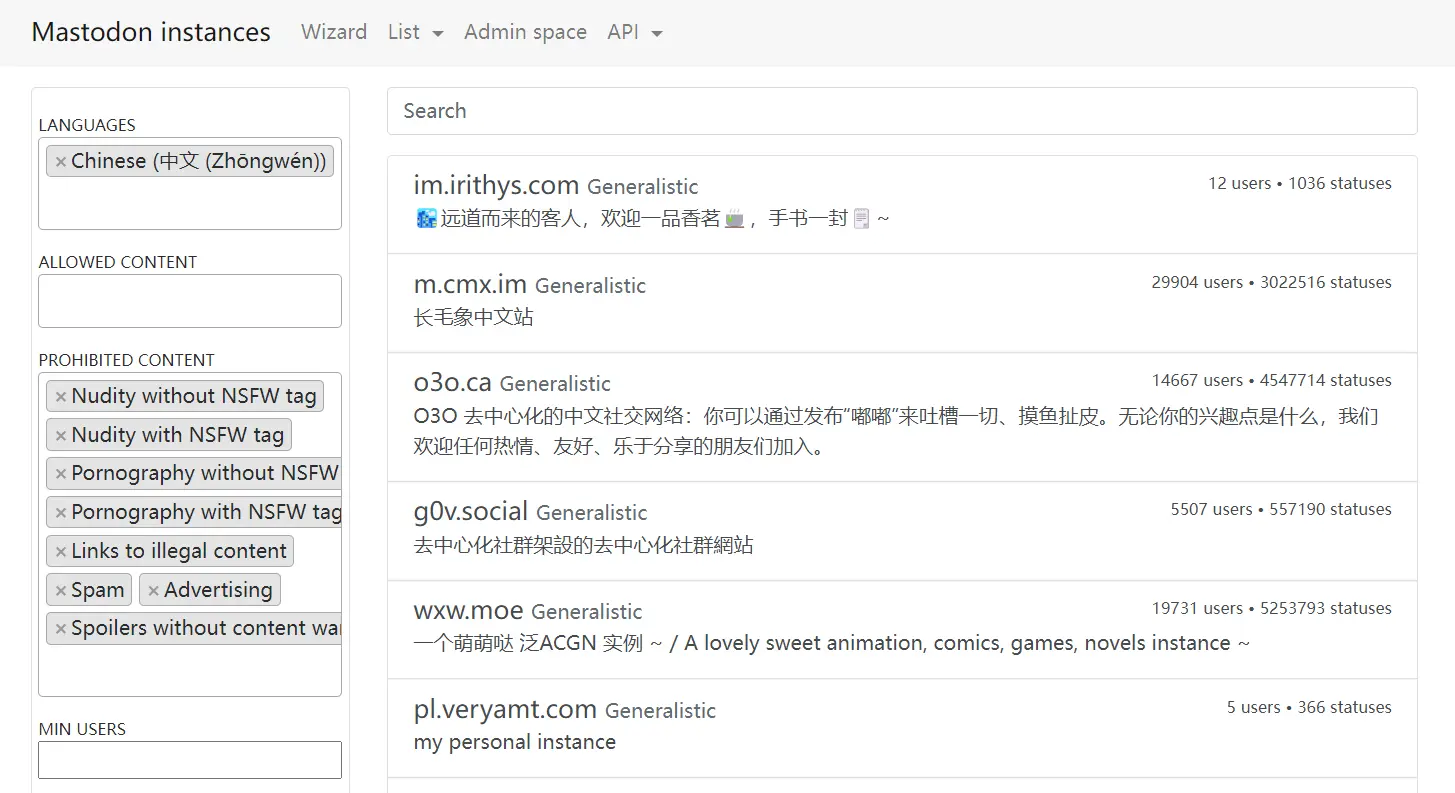 Mastodon instances Wizard List Admin space API
LANGUAGES
× Chinese (中文 (Zhōngwén))
ALLOWED CONTENT
PROHIBITED CONTENT
× Nudity without NSFW tag
× Nudity with NSFW tag
× Pornography without NSFW
× Pornography with NSFW tag
× Links to illegal content
× Spam × Advertising
× Spoilers without content wa
MIN USERS
Search
im.irithys.com Generalistic 12 users • 1036 statuses
远道而来的客人，欢迎一品香茗🍵，手书一封🗒 ~
m.cmx.im Generalistic 29904 users • 3022516 statuses
长毛象中文站
o3o.ca Generalistic 14667 users • 4547714 statuses
O3O 去中心化的中文社交网络：你可以通过发布“嘟嘟”来吐槽一切、摸鱼扯皮。无论你的兴趣点是什么，我们
欢迎任何热情、友好、乐于分享的朋友们加入。
g0v.social Generalistic 5507 users • 557190 statuses
去中心化社群架設的去中心化社群網站
wxw.moe Generalistic 19731 users • 5253793 statuses
一个萌萌哒 泛ACGN 实例 ~ / A lovely sweet animation, comics, games, novels instance ~
pl.veryamt.com Generalistic 5 users • 366 statuses
my personal instance